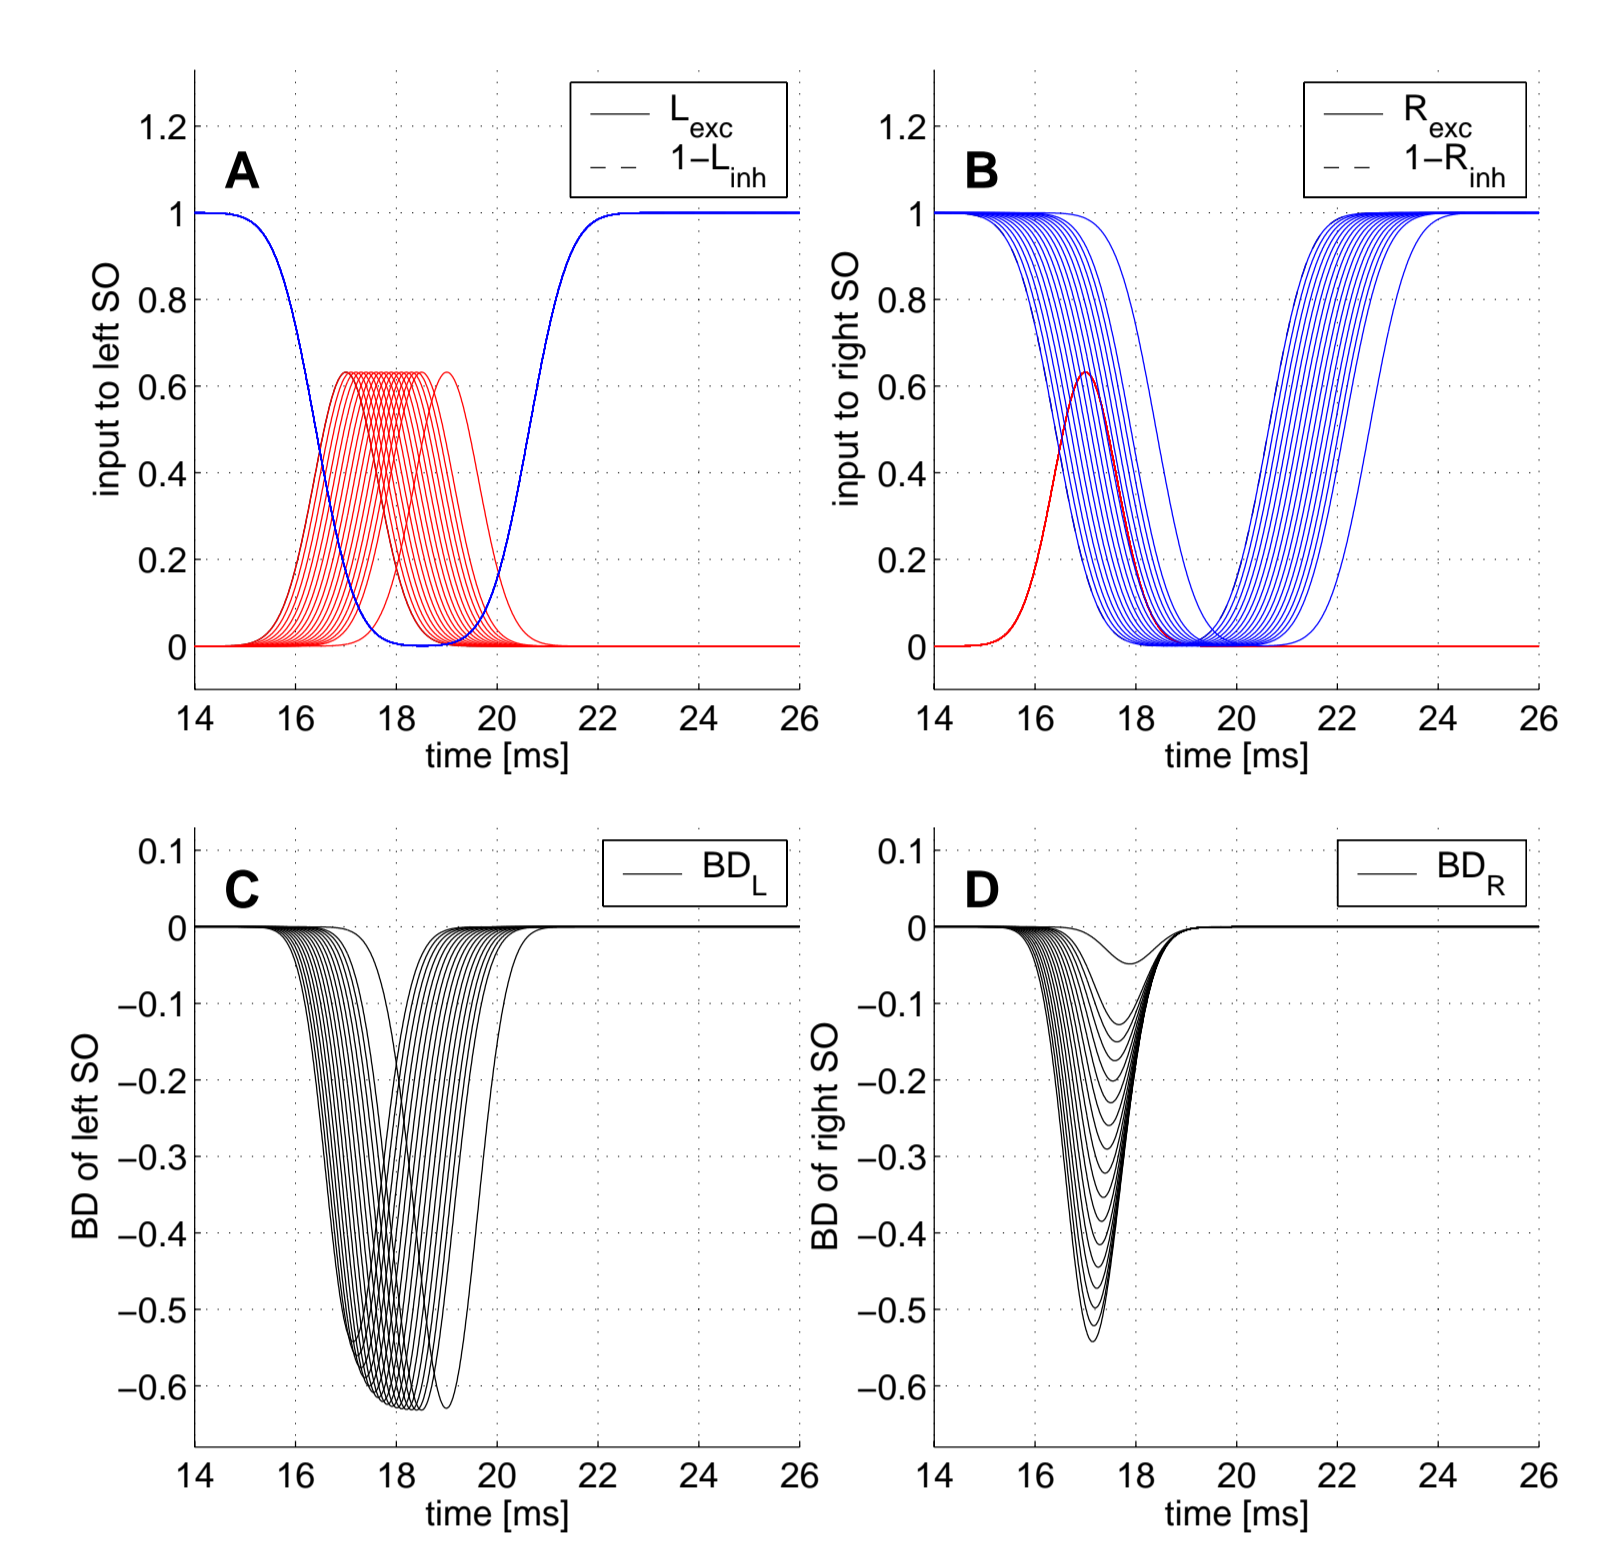 A
L_exc
1−L_inh
1.2
1
0.8
0.6
0.4
0.2
0
input to left SO
14 16 18 20 22 24 26
time [ms]
B
R_exc
1−R_inh
1.2
1
0.8
0.6
0.4
0.2
0
input to right SO
14 16 18 20 22 24 26
time [ms]
C
BD_L
0.1
0
−0.1
−0.2
−0.3
−0.4
−0.5
−0.6
BD of left SO
14 16 18 20 22 24 26
time [ms]
D
BD_R
0.1
0
−0.1
−0.2
−0.3
−0.4
−0.5
−0.6
BD of right SO
14 16 18 20 22 24 26
time [ms]